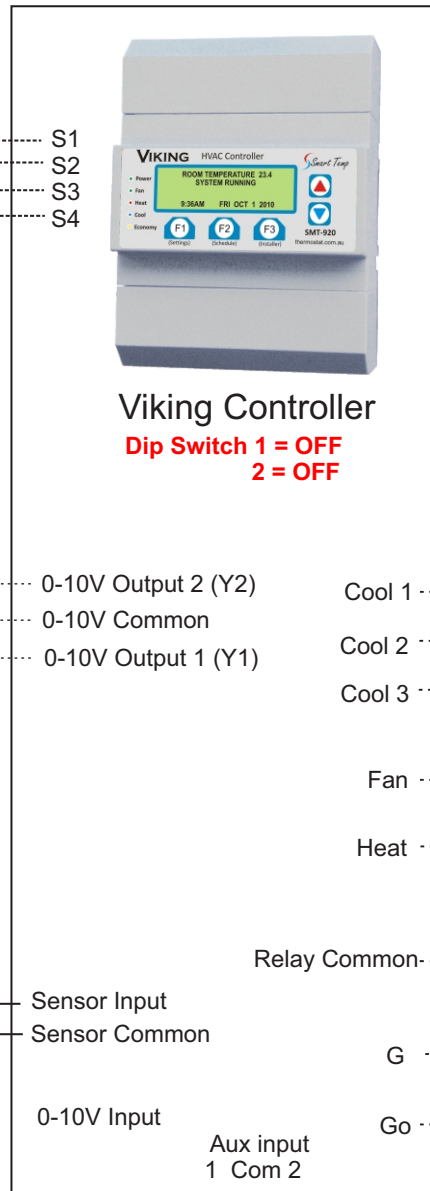 S1
S2
S3
S4
VIKING HVAC Controller
Smart Temp
Power
Fan
Heat
Cool
Economy
ROOM TEMPERATURE 23.4
SYSTEM RUNNING
9:36AM FRI OCT 1 2010
F1 F2 F3
(Settings) (Schedule) (Installer)
SMT-920
thermostat.com.au
Viking Controller
Dip Switch 1 = OFF
2 = OFF
0-10V Output 2 (Y2)
0-10V Common
0-10V Output 1 (Y1)
Cool 1
Cool 2
Cool 3
Fan
Heat
Relay Common
Sensor Input
Sensor Common
G
0-10V Input
Go
Aux input
1 Com 2